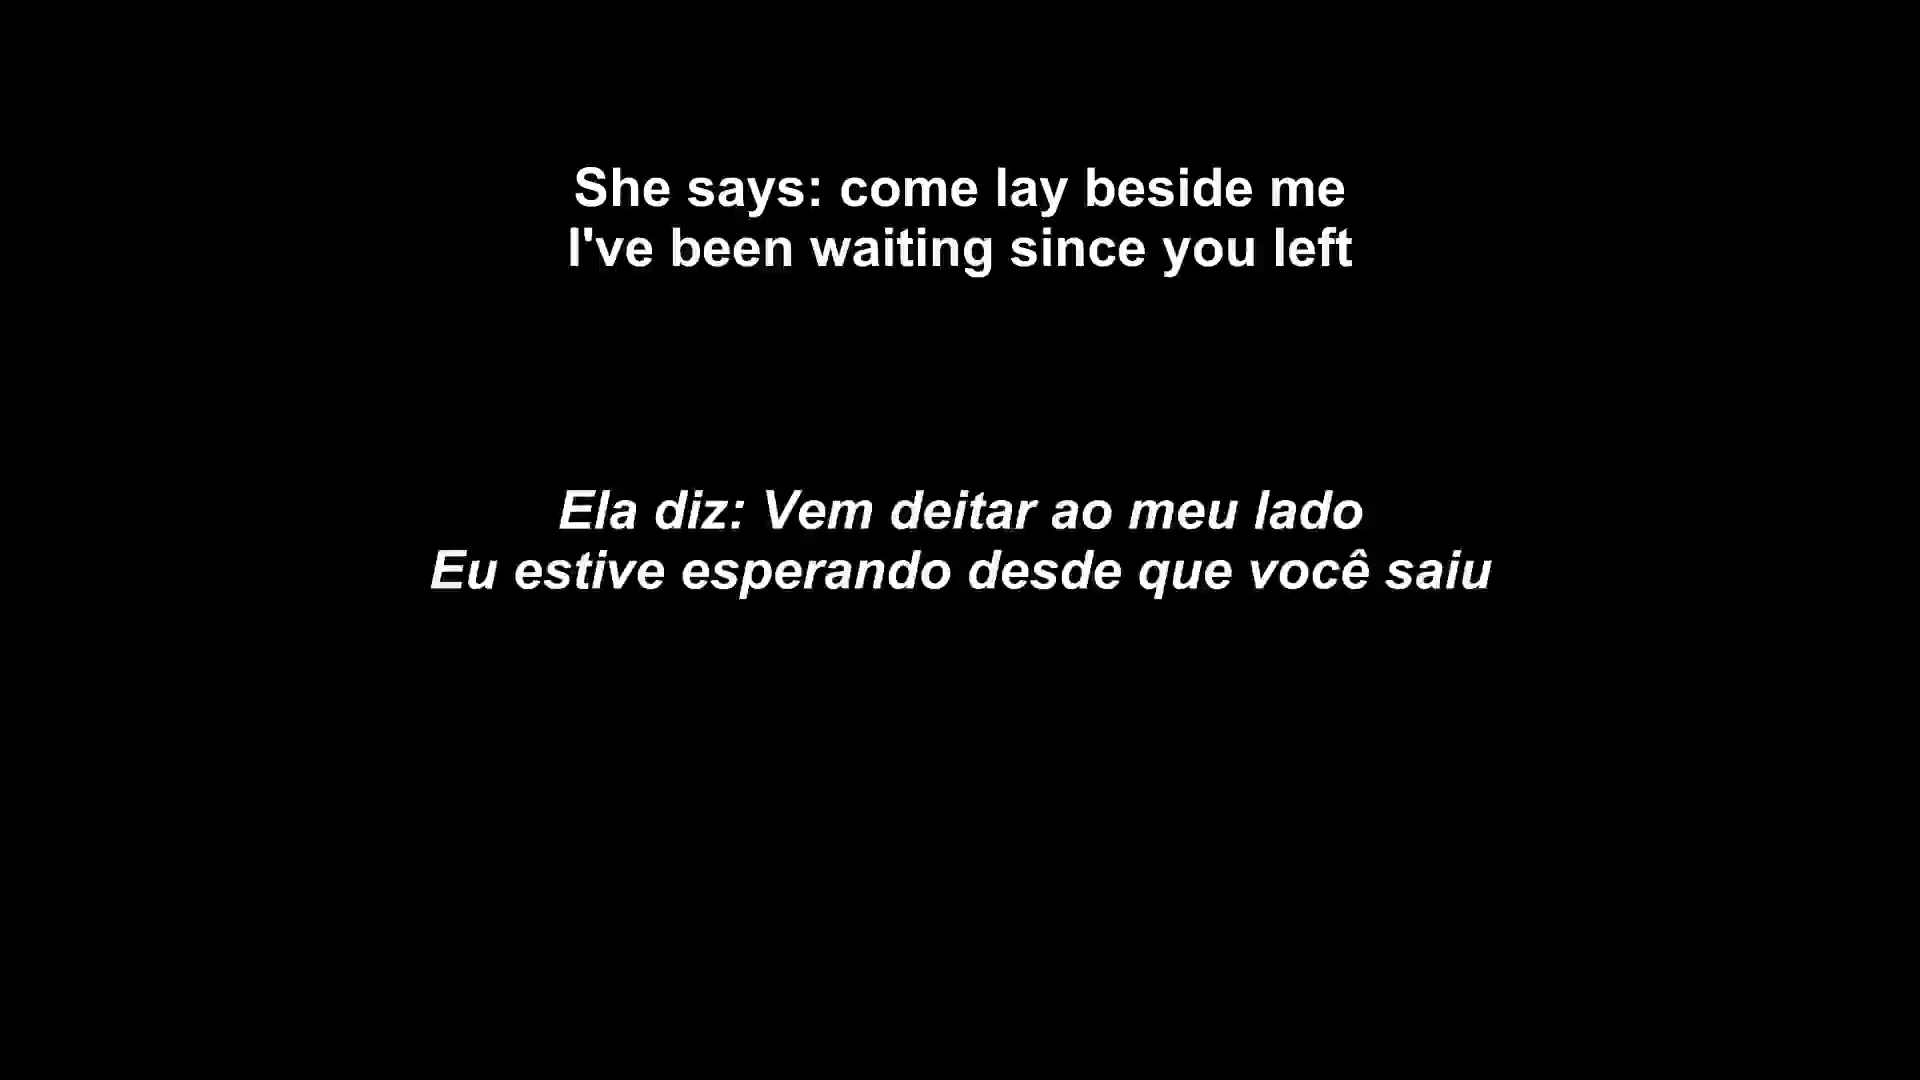 She says: come lay beside me
I've been waiting since you left
Ela diz: Vem deitar ao meu lado
Eu estive esperando desde que você saiu